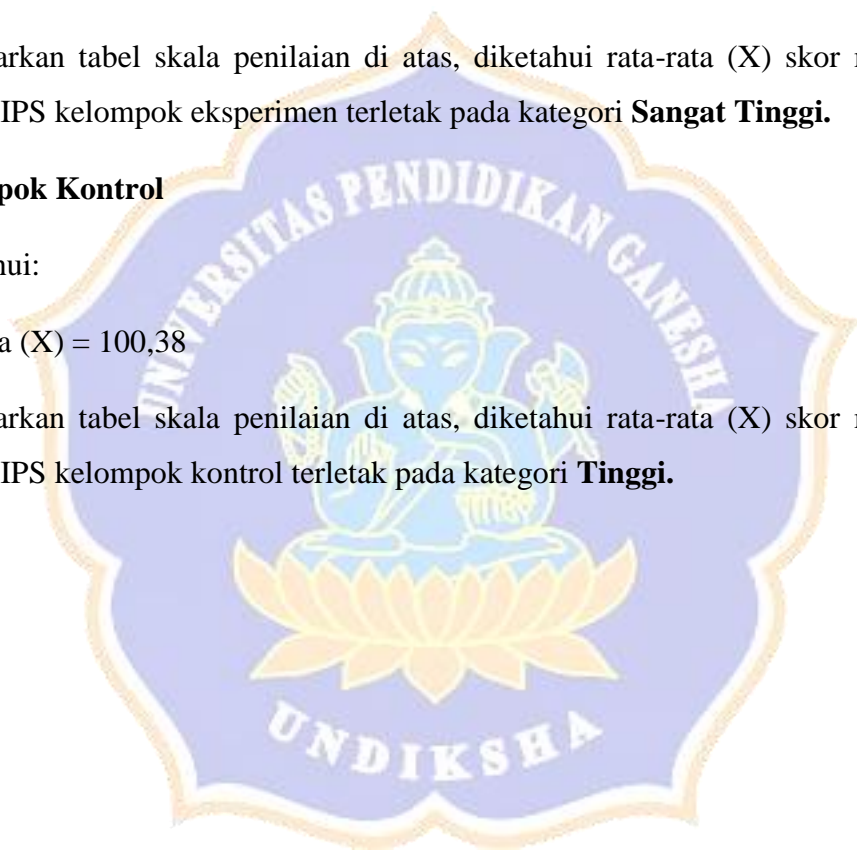 arkan tabel skala penilaian di atas, diketahui rata-rata (X) skor
IPS kelompok eksperimen terletak pada kategori Sangat Tinggi.
pok Kontrol
hui:
a (X) = 100,38
arkan tabel skala penilaian di atas, diketahui rata-rata (X) skor
IPS kelompok kontrol terletak pada kategori Tinggi.
UNIVERSITAS PENDIDIKAN GANESHA
UNDIKSHA